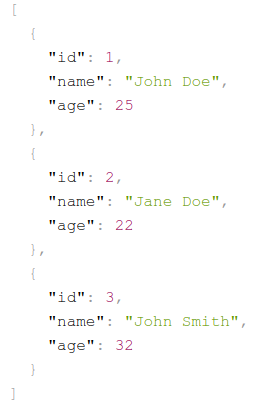 [
  {
    "id": 1,
    "name": "John Doe",
    "age": 25
  },
  {
    "id": 2,
    "name": "Jane Doe",
    "age": 22
  },
  {
    "id": 3,
    "name": "John Smith",
    "age": 32
  }
]